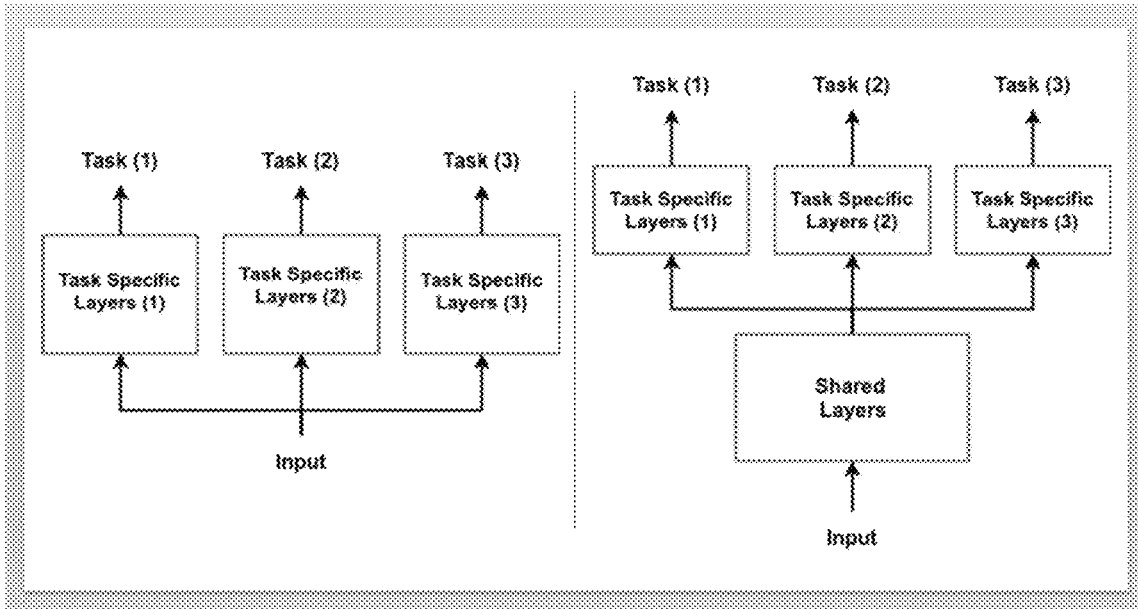 Task (1)
Task (2)
Task (3)
Task Specific
Layers (1)
Task Specific
Layers (2)
Task Specific
Layers (3)
Input
Task (1)
Task (2)
Task (3)
Task Specific
Layers (1)
Task Specific
Layers (2)
Task Specific
Layers (3)
Shared
Layers
Input